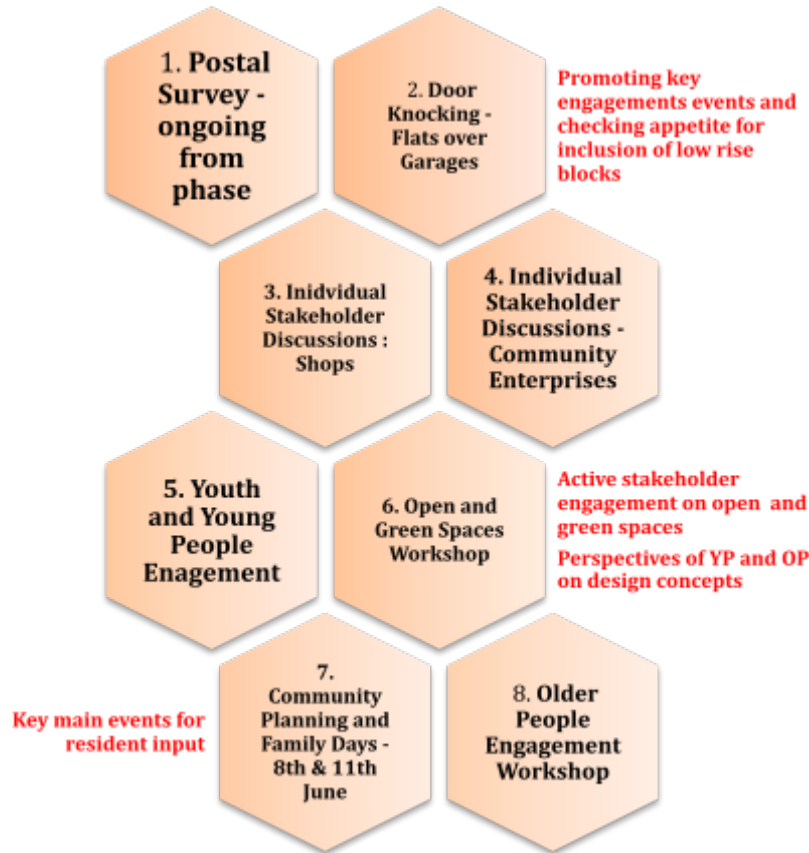 1. Postal
Survey -
ongoing
from
phase
2. Door
Knocking -
Flats over
Garages
Promoting key
engagements events and
checking appetite for
inclusion of low rise
blocks
3. Inidvidual
Stakeholder
Discussions :
Shops
4. Individual
Stakeholder
Discussions -
Community
Enterprises
5. Youth
and Young
People
Enagement
6. Open and
Green Spaces
Workshop
Active stakeholder
engagement on open and
green spaces
Perspectives of YP and OP
on design concepts
Key main events for
resident input
7.
Community
Planning and
Family Days -
8th & 11th
June
8. Older
People
Engagement
Workshop